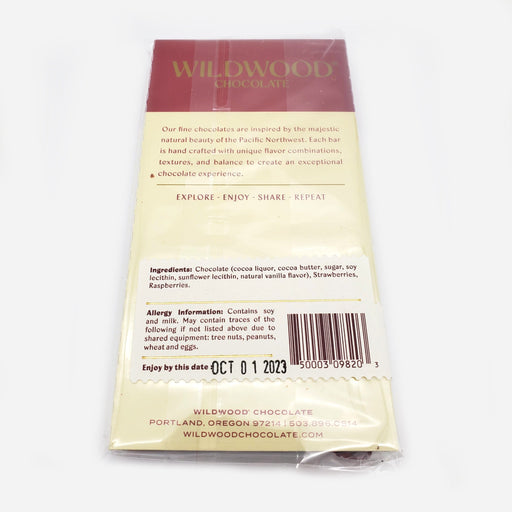 WILDWOOD®
CHOCOLATE
Our fine chocolates are inspired by the majestic
natural beauty of the Pacific Northwest. Each bar
is hand crafted with unique flavor combinations,
textures, and balance to create an exceptional
chocolate experience.
EXPLORE - ENJOY - SHARE - REPEAT
Ingredients: Chocolate (cocoa liquor, cocoa butter, sugar, soy
lecithin, sunflower lecithin, natural vanilla flavor), Strawberries,
Raspberries.
Allergy Information: Contains soy
and milk. May contain traces of the
following if not listed above due to
shared equipment: tree nuts, peanuts,
wheat and eggs.
Enjoy by this date OCT 01 2023
50003 09820 3
WILDWOOD® CHOCOLATE
PORTLAND, OREGON 97214 | 503.896.0514
WILDWOODCHOCOLATE.COM